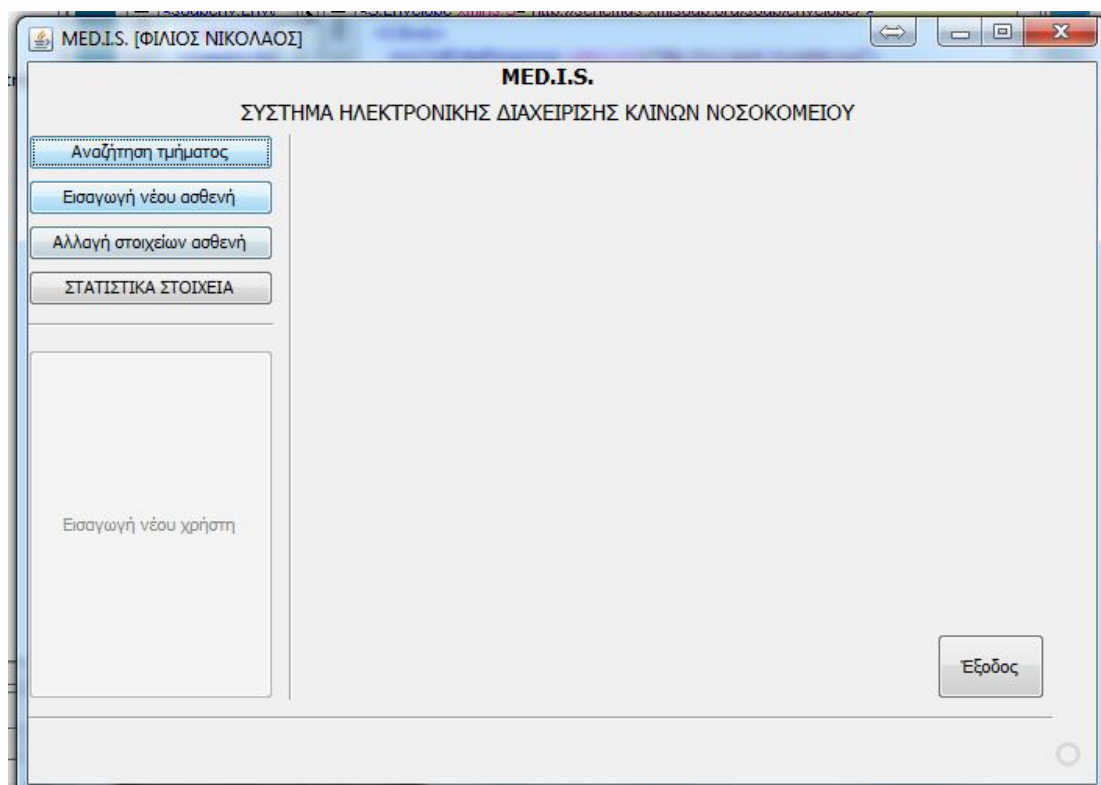 MED.I.S. [ΦΙΛΙΟΣ ΝΙΚΟΛΑΟΣ]
MED.I.S.
ΣΥΣΤΗΜΑ ΗΛΕΚΤΡΟΝΙΚΗΣ ΔΙΑΧΕΙΡΙΣΗΣ ΚΛΙΝΩΝ ΝΟΣΟΚΟΜΕΙΟΥ
Αναζήτηση τμήματος
Εισαγωγή νέου ασθενή
Αλλαγή στοιχείων ασθενή
ΣΤΑΤΙΣΤΙΚΑ ΣΤΟΙΧΕΙΑ
Εισαγωγή νέου χρήστη
Έξοδος